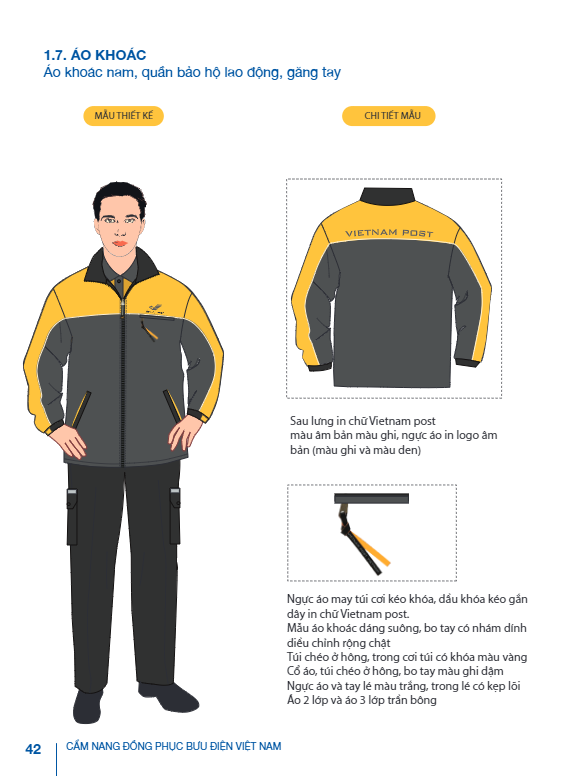 1.7. ÁO KHOÁC
Áo khoác nam, quần bảo hộ lao động, găng tay
MẪU THIẾT KẾ
CHI TIẾT MẪU
VIETNAM POST
Sau lưng in chữ Vietnam post
màu âm bản màu ghi, ngực áo in logo âm
bản (màu ghi và màu đen)
Ngực áo may túi cơi kéo khóa, đầu khóa kéo gắn
dây in chữ Vietnam post.
Mẫu áo khoác dáng suông, bo tay có nhám dính
điều chỉnh rộng chật
Túi chéo ở hông, trong cơi túi có khóa màu vàng
Cổ áo, túi chéo ở hông, bo tay màu ghi đậm
Ngực áo và tay lé màu trắng, trong lé có kẹp lõi
Áo 2 lớp và áo 3 lớp trần bông
42
CẨM NANG ĐỒNG PHỤC BƯU ĐIỆN VIỆT NAM